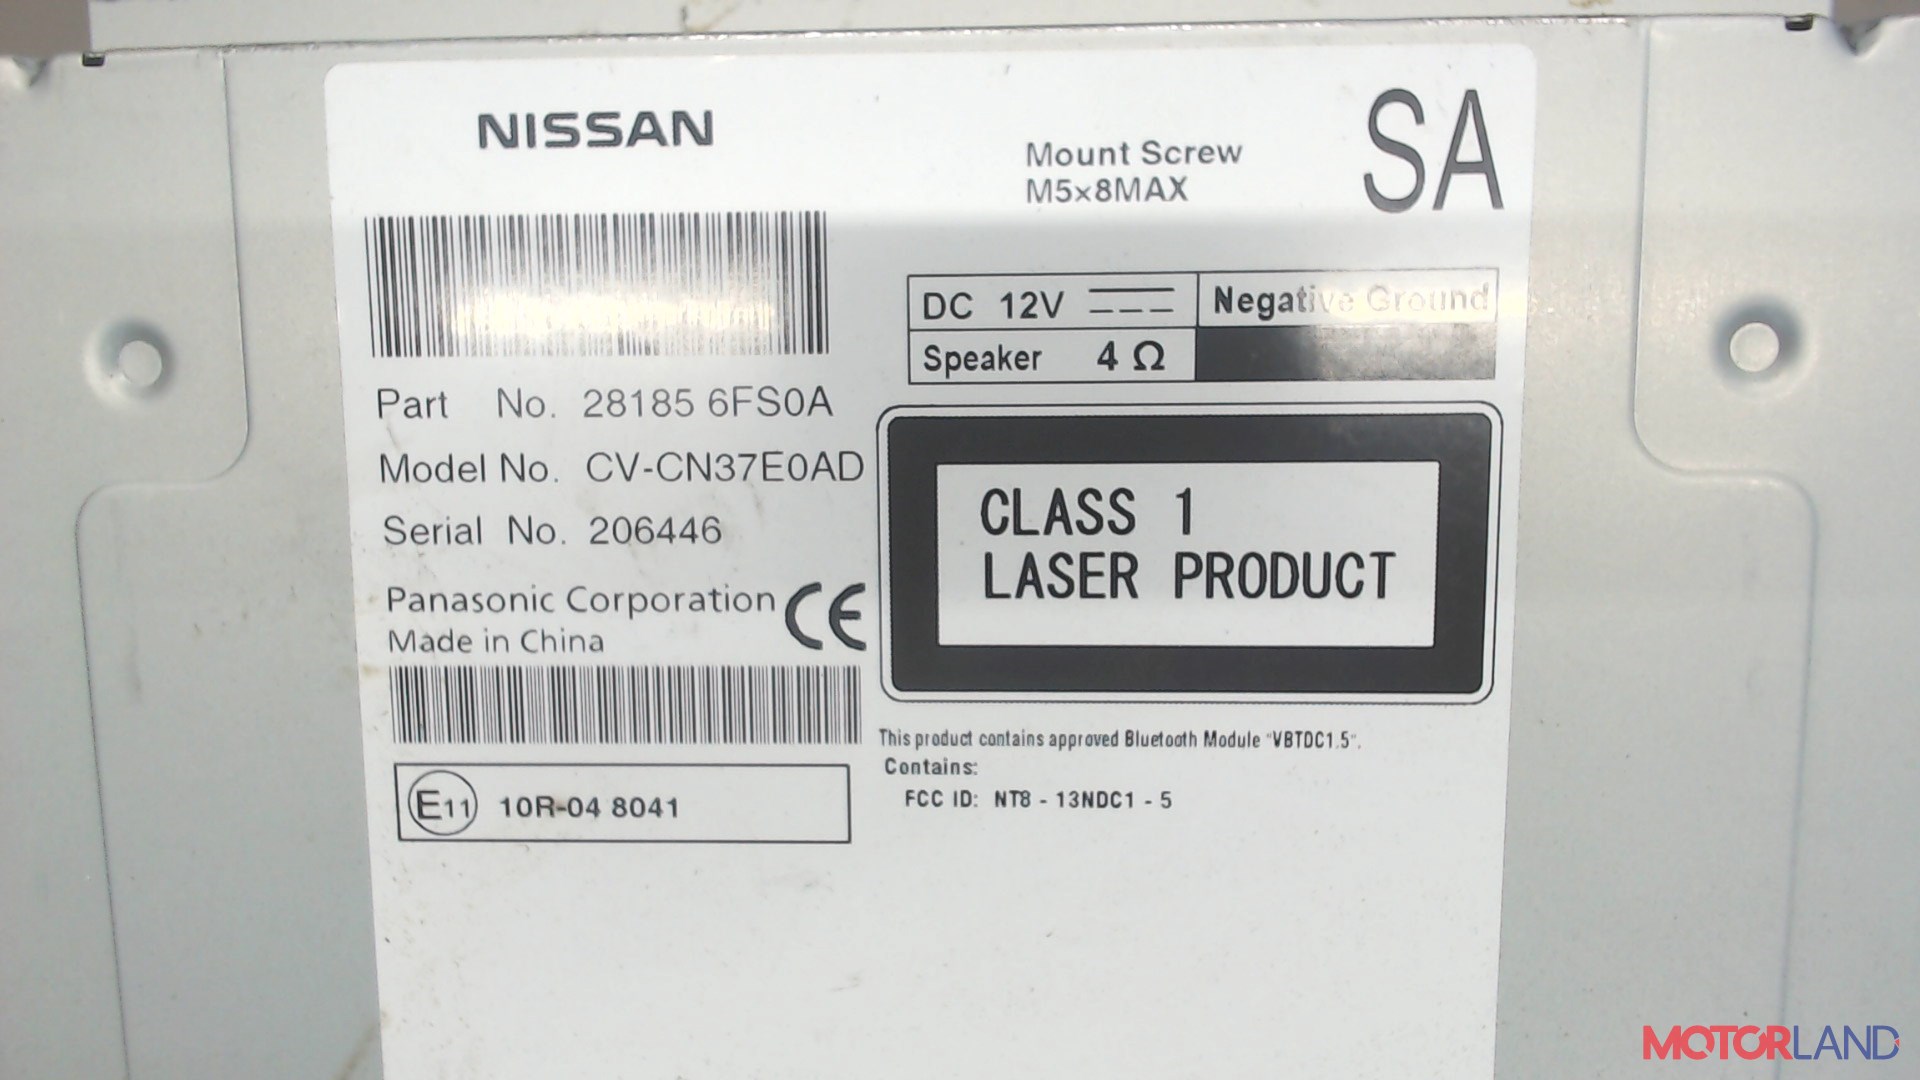 NISSAN
Mount Screw
M5×8MAX
SA
DC 12V
Negative Ground
Speaker 4 Ω
Part No. 28185 6FS0A
Model No. CV-CN37E0AD
Serial No. 206446
Panasonic Corporation
Made in China
CE
CLASS 1
LASER PRODUCT
This product contains approved Bluetooth Module "VBTDC1.5".
Contains:
FCC ID: NT8 - 13NDC1 - 5
E11 10R-04 8041
MOTORLAND